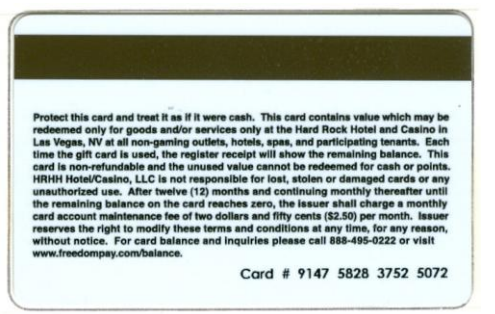 Protect this card and treat it as if it were cash. This card contains value which may be
redeemed only for goods and/or services only at the Hard Rock Hotel and Casino in
Las Vegas, NV at all non-gaming outlets, hotels, spas, and participating tenants. Each
time the gift card is used, the register receipt will show the remaining balance. This
card is non-refundable and the unused value cannot be redeemed for cash or points.
HRHH Hotel/Casino, LLC is not responsible for lost, stolen or damaged cards or any
unauthorized use. After twelve (12) months and continuing monthly thereafter until
the remaining balance on the card reaches zero, the issuer shall charge a monthly
card account maintenance fee of two dollars and fifty cents ($2.50) per month. Issuer
reserves the right to modify these terms and conditions at any time, for any reason,
without notice. For card balance and inquiries please call 888-495-0222 or visit
www.freedompay.com/balance.
Card # 9147 5828 3752 5072